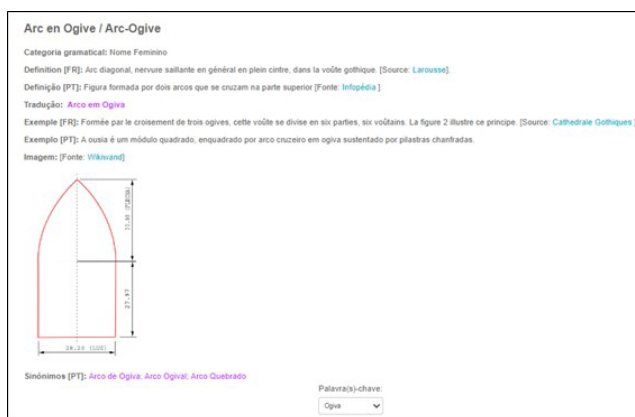 Arc en Ogive / Arc-Ogive
Categoria gramatical: Nome Feminino
Definition [FR]: Arc diagonal, nervure saillante en général en plein cintre, dans la voûte gothique. [Source: Larousse].
Definição [PT]: Figura formada por dois arcos que se cruzam na parte superior [Fonte: Infopédia ]
Tradução: Arco em Ogiva
Exemple [FR]: Formée par le croisement de trois ogives, cette voûte se divise en six parties, six voûtains. La figure 2 illustre ce principe. [Source: Cathedrale Gothiques ]
Exemplo [PT]: A ousia é um módulo quadrado, enquadrado por arco cruzeiro em ogiva sustentado por pilastras chanfradas.
Imagem: [Fonte: Wikiwand]
(FLECHA)
(LUZ)
Sinónimos [PT]: Arco de Ogiva; Arco Ogival; Arco Quebrado
Palavra(s)-chave:
Ogiva